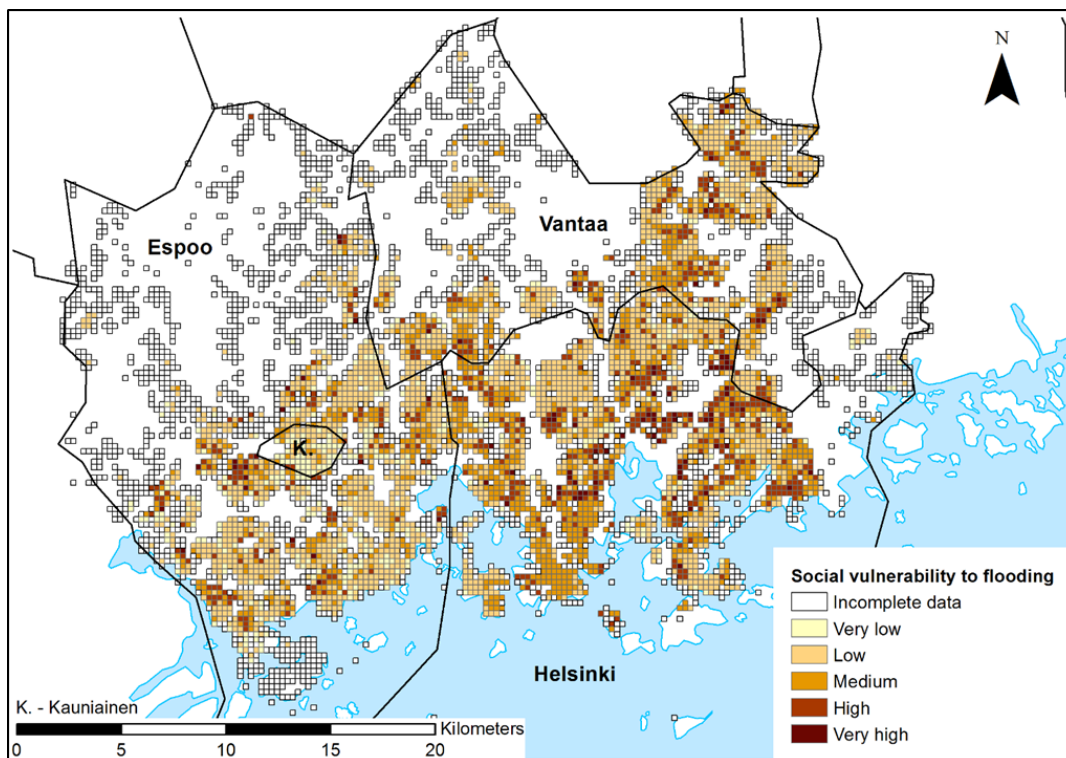 N
Espoo
Vantaa
K.
Helsinki
Social vulnerability to flooding
Incomplete data
Very low
Low
Medium
High
Very high
K. - Kauniainen
Kilometers
0 5 10 15 20